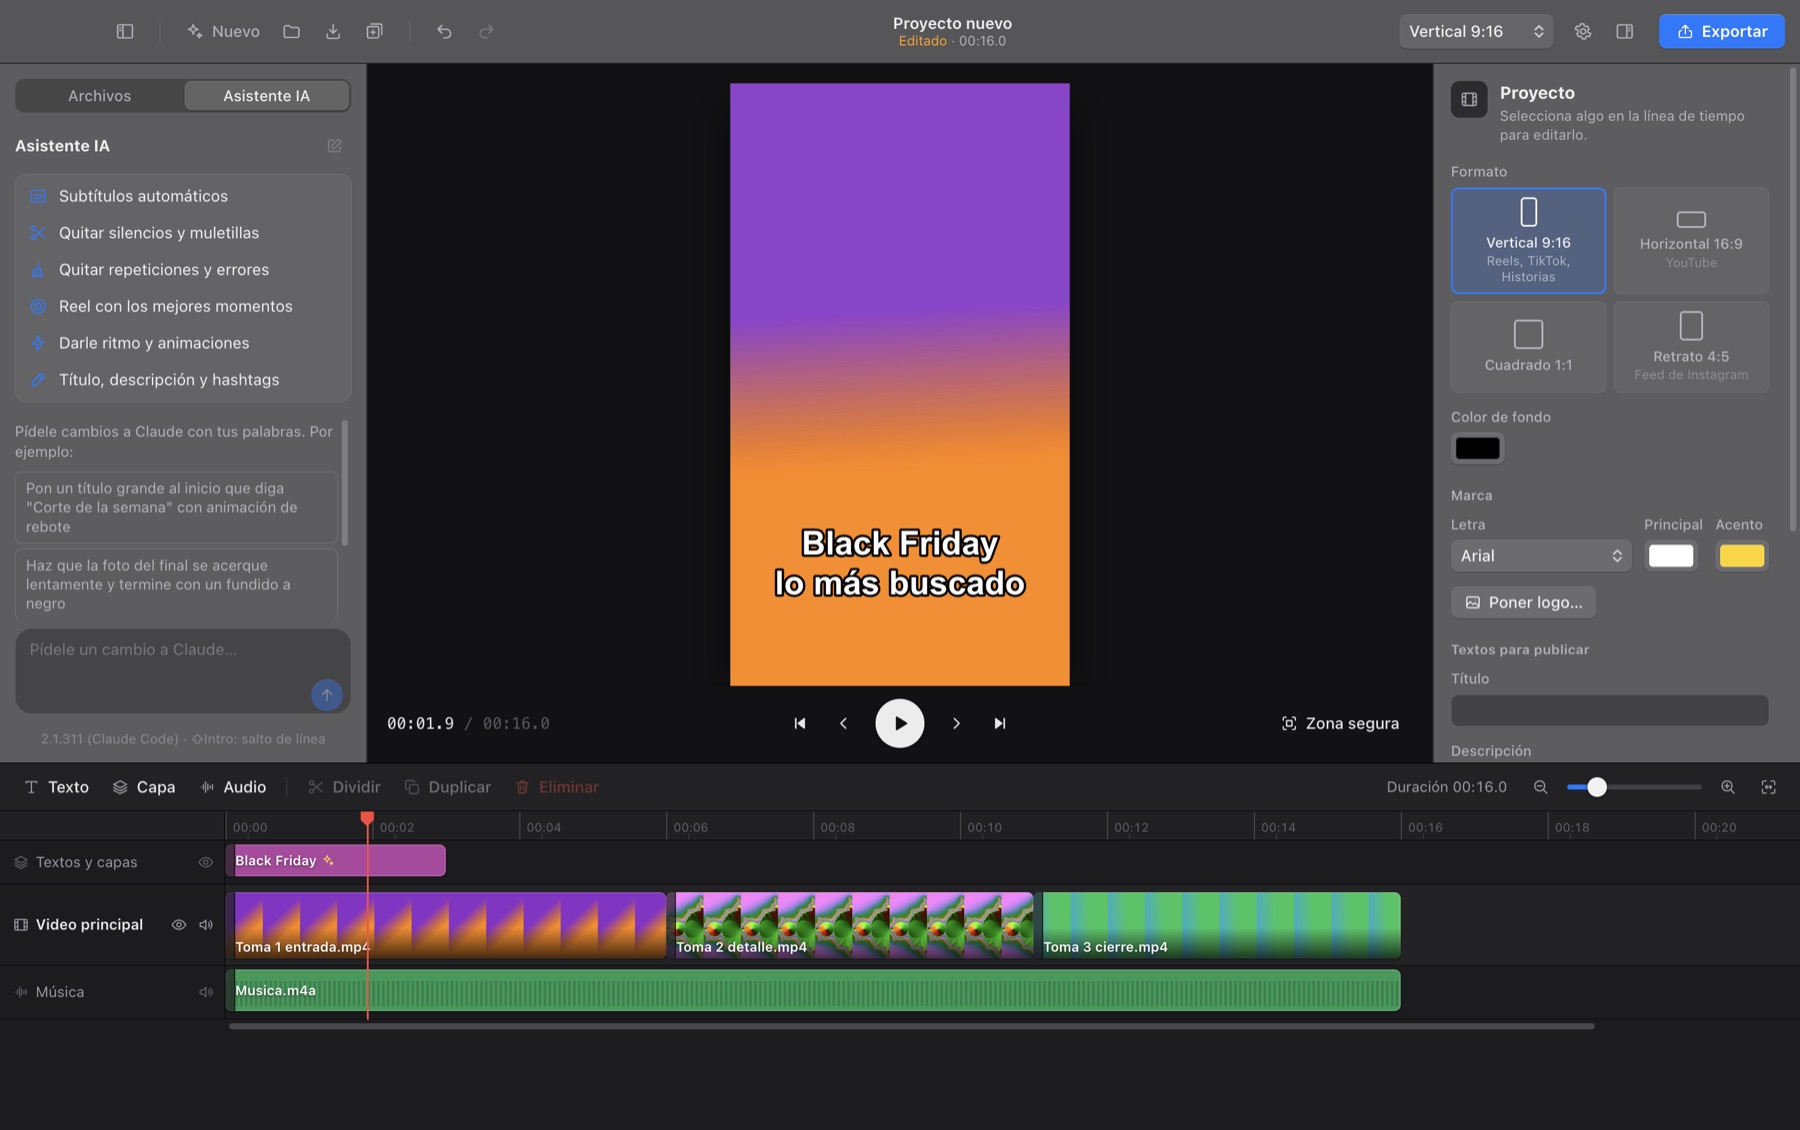 Nuevo
Proyecto nuevo
Editado · 00:16.0
Vertical 9:16
Exportar
Archivos
Asistente IA
Asistente IA
Subtítulos automáticos
Quitar silencios y muletillas
Quitar repeticiones y errores
Reel con los mejores momentos
Darle ritmo y animaciones
Título, descripción y hashtags
Pídele cambios a Claude con tus palabras. Por
ejemplo:
Pon un título grande al inicio que diga
"Corte de la semana" con animación de
rebote
Haz que la foto del final se acerque
lentamente y termine con un fundido a
negro
Pídele un cambio a Claude...
2.1.311 (Claude Code) · ⇧Intro: salto de línea
Black Friday
lo más buscado
00:01.9 / 00:16.0
Zona segura
Proyecto
Selecciona algo en la línea de tiempo
para editarlo.
Formato
Vertical 9:16
Reels, TikTok,
Historias
Horizontal 16:9
YouTube
Cuadrado 1:1
Retrato 4:5
Feed de Instagram
Color de fondo
Marca
Letra
Principal
Acento
Arial
Poner logo...
Textos para publicar
Título
Descripción
Texto
Capa
Audio
Dividir
Duplicar
Eliminar
Duración 00:16.0
00:00
00:02
00:04
00:06
00:08
00:10
00:12
00:14
00:16
00:18
00:20
Textos y capas
Black Friday
Video principal
Toma 1 entrada.mp4
Toma 2 detalle.mp4
Toma 3 cierre.mp4
Música
Musica.m4a